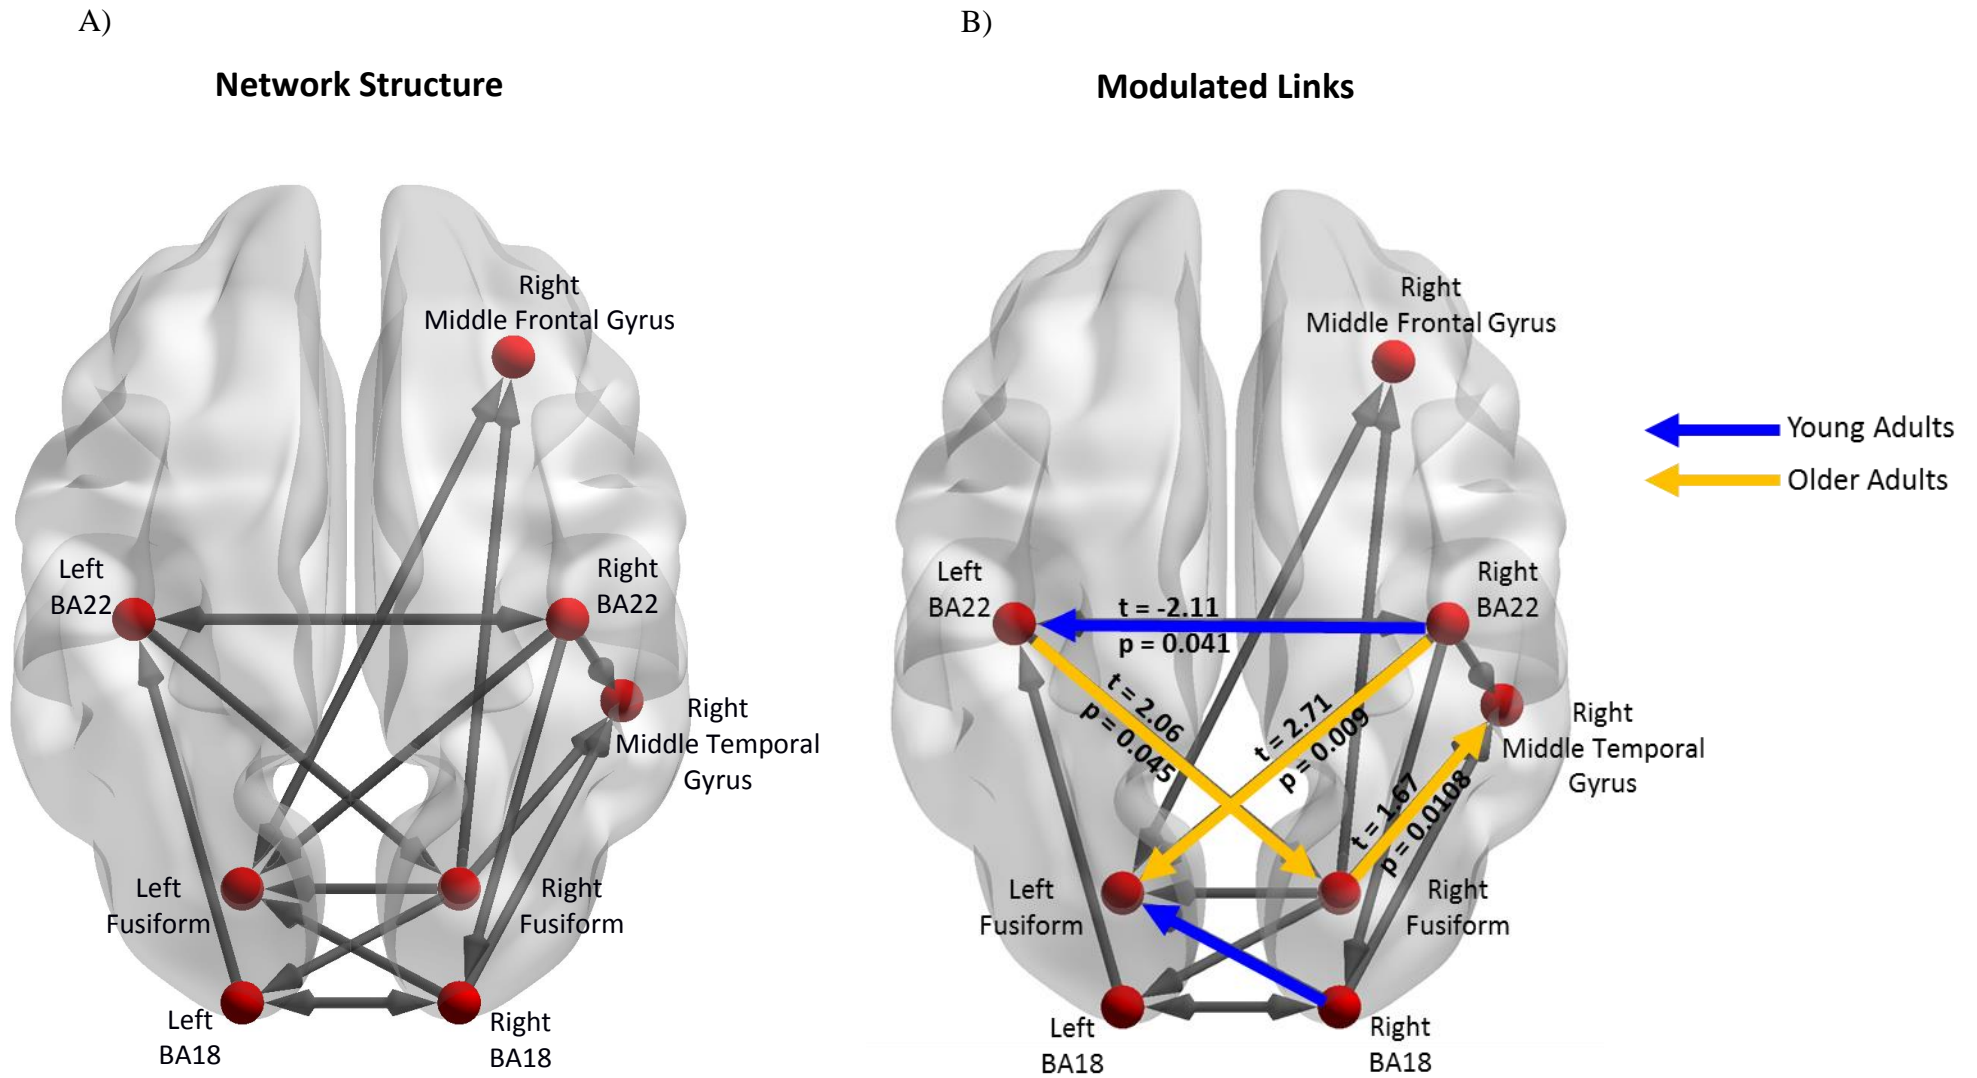 A)
Network Structure
Right
Middle Frontal Gyrus
Left
BA22
Right
BA22
Right
Middle Temporal
Gyrus
Left
Fusiform
Right
Fusiform
Left
BA18
Right
BA18
B)
Modulated Links
Right
Middle Frontal Gyrus
Young Adults
Older Adults
Left
BA22
Right
BA22
t = -2.11
p = 0.041
t = 2.06
p = 0.045
t = 2.71
p = 0.009
Right
Middle Temporal
Gyrus
t = 1.67
p = 0.0108
Left
Fusiform
Right
Fusiform
Left
BA18
Right
BA18